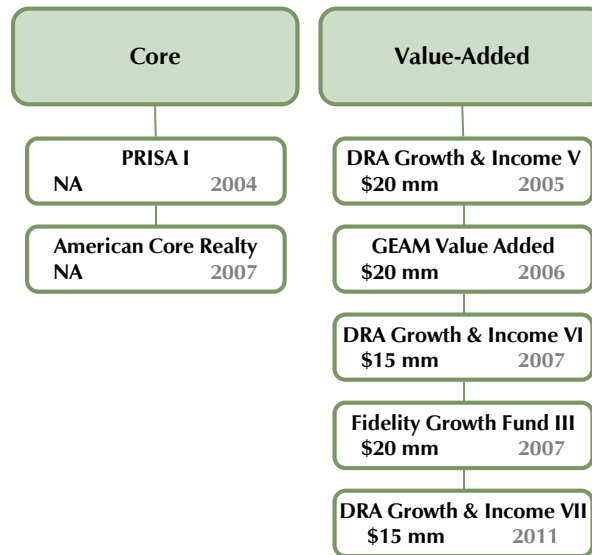 Core
PRISA I
NA 2004
American Core Realty
NA 2007
Value-Added
DRA Growth & Income V
$20 mm 2005
GEAM Value Added
$20 mm 2006
DRA Growth & Income VI
$15 mm 2007
Fidelity Growth Fund III
$20 mm 2007
DRA Growth & Income VII
$15 mm 2011